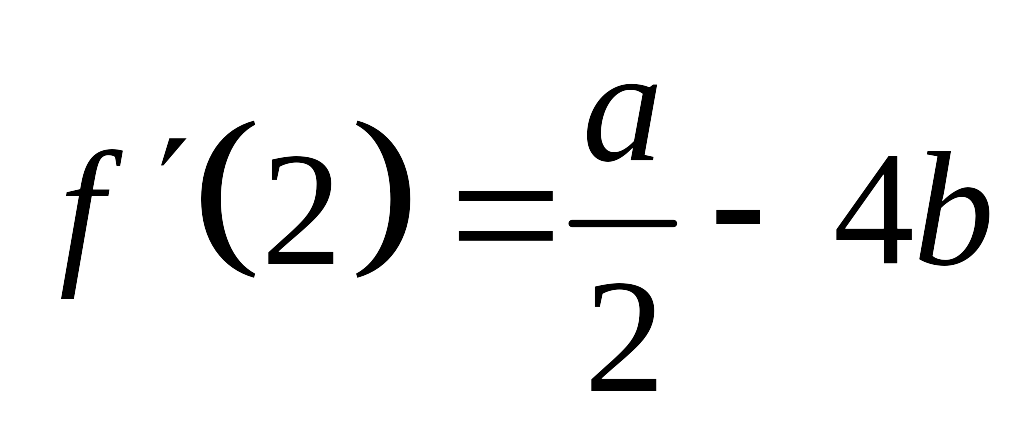 f ′(2) = a/2 - 4b